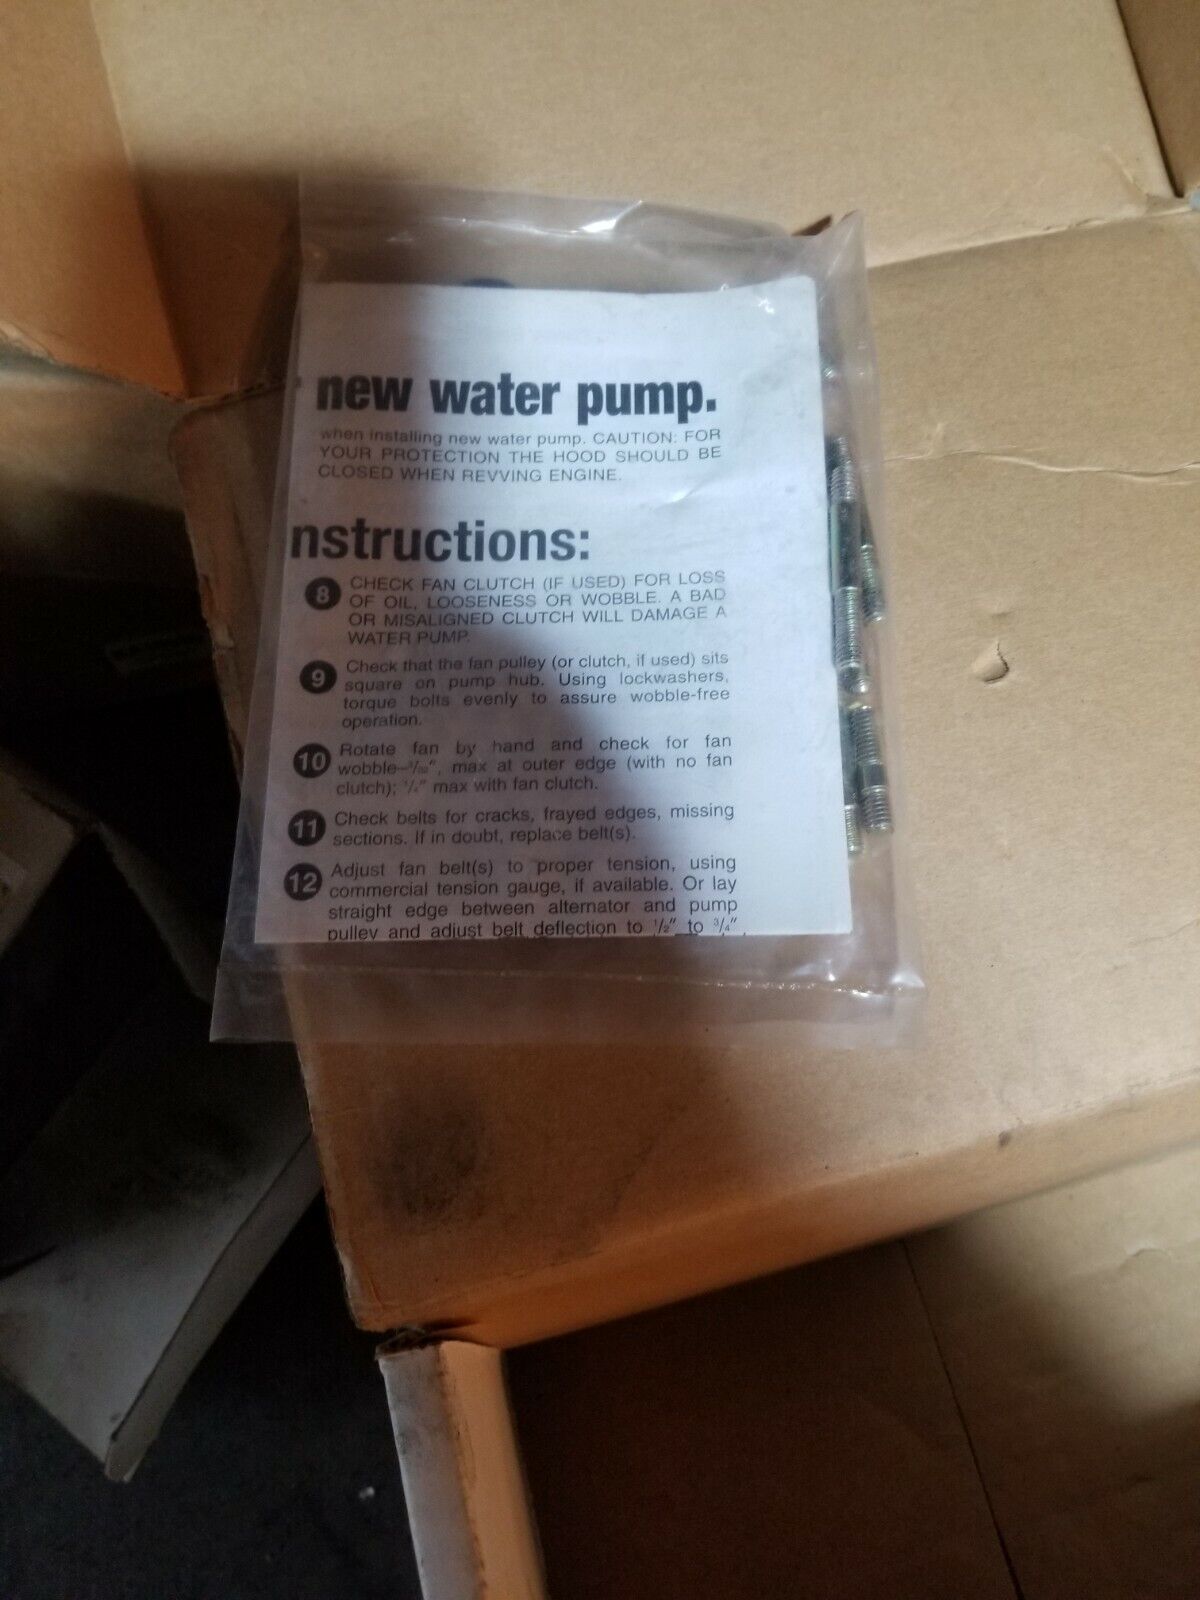 new water pump.
when installing new water pump. CAUTION: FOR
YOUR PROTECTION THE HOOD SHOULD BE
CLOSED WHEN REVVING ENGINE.
nstructions:
8 CHECK FAN CLUTCH (IF USED) FOR LOSS
OF OIL, LOOSENESS OR WOBBLE. A BAD
OR MISALIGNED CLUTCH WILL DAMAGE A
WATER PUMP.
9 Check that the fan pulley (or clutch, if used) sits
square on pump hub. Using lockwashers,
torque bolts evenly to assure wobble-free
operation.
10 Rotate fan by hand and check for fan
wobble–³/₃₂″, max at outer edge (with no fan
clutch); ¹/₄″ max with fan clutch.
11 Check belts for cracks, frayed edges, missing
sections. If in doubt, replace belt(s).
12 Adjust fan belt(s) to proper tension, using
commercial tension gauge, if available. Or lay
straight edge between alternator and pump
pulley and adjust belt deflection to ¹/₂″ to ³/₄″.